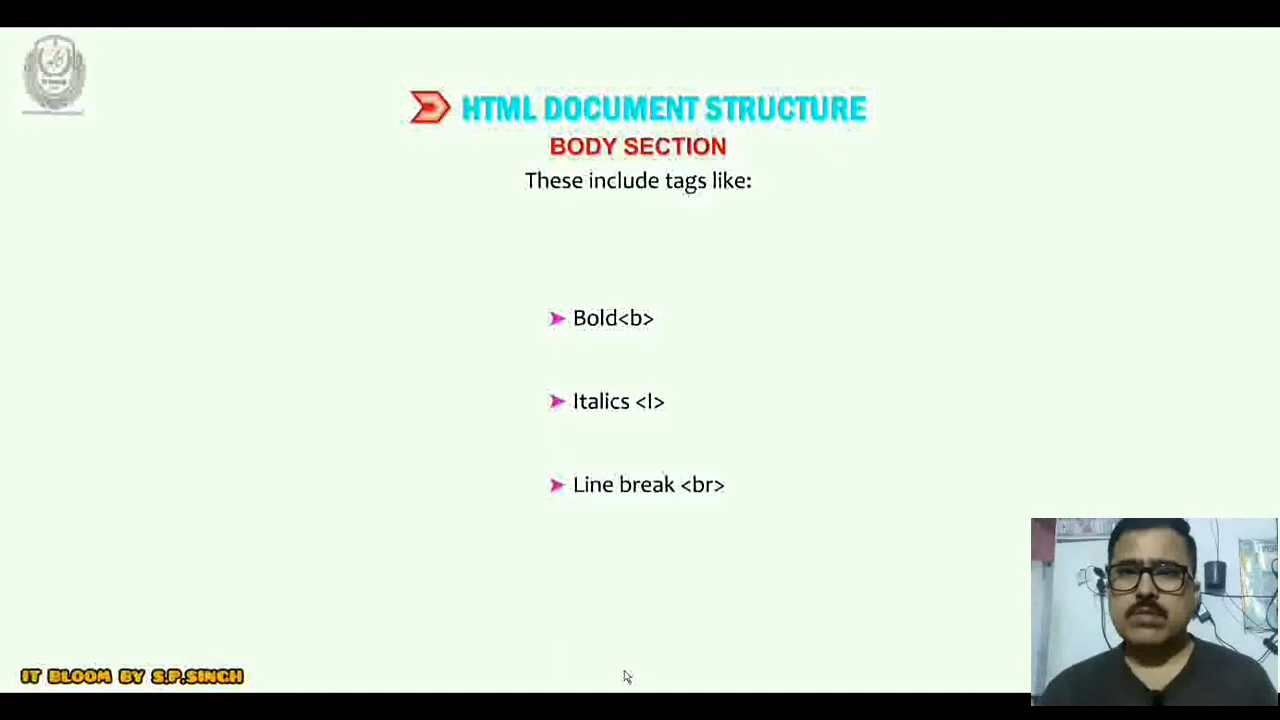 HTML DOCUMENT STRUCTURE
BODY SECTION
These include tags like:
Bold<b>
Italics <I>
Line break <br>
IT BLOOM BY S.P.SINGH